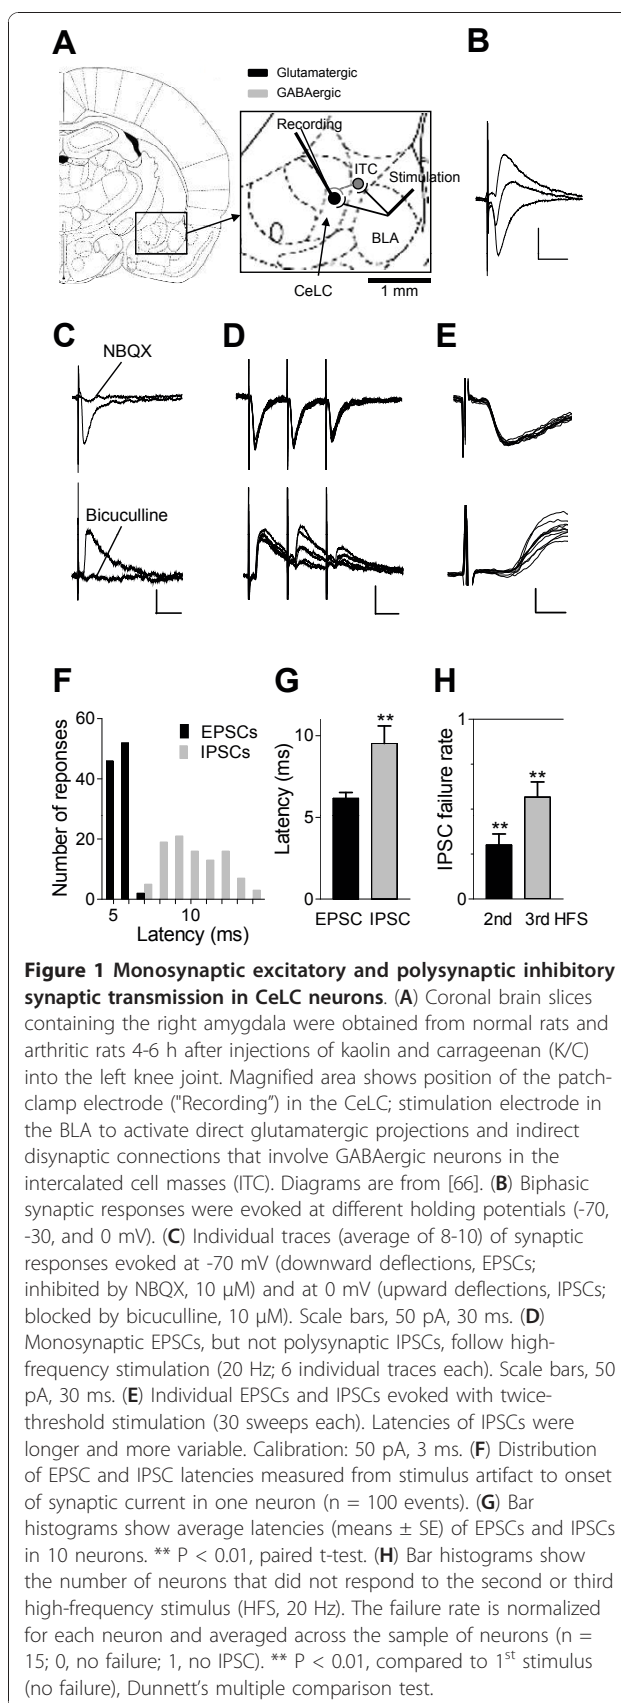 A
B
Glutamatergic
GABAergic
Recording
ITC
Stimulation
BLA
CeLC
1 mm
C
D
E
NBQX
Bicuculline
F
G
H
Number of reponses
60
40
20
0
EPSCs
IPSCs
5
10
Latency (ms)
Latency (ms)
10
5
0
**
EPSC IPSC
IPSC failure rate
1
0
**
**
2nd 3rd HFS
Figure 1 Monosynaptic excitatory and polysynaptic inhibitory
synaptic transmission in CeLC neurons. (A) Coronal brain slices
containing the right amygdala were obtained from normal rats and
arthritic rats 4-6 h after injections of kaolin and carrageenan (K/C)
into the left knee joint. Magnified area shows position of the patch-
clamp electrode ("Recording") in the CeLC; stimulation electrode in
the BLA to activate direct glutamatergic projections and indirect
disynaptic connections that involve GABAergic neurons in the
intercalated cell masses (ITC). Diagrams are from [66]. (B) Biphasic
synaptic responses were evoked at different holding potentials (-70,
-30, and 0 mV). (C) Individual traces (average of 8-10) of synaptic
responses evoked at -70 mV (downward deflections, EPSCs;
inhibited by NBQX, 10 μM) and at 0 mV (upward deflections, IPSCs;
blocked by bicuculline, 10 μM). Scale bars, 50 pA, 30 ms. (D)
Monosynaptic EPSCs, but not polysynaptic IPSCs, follow high-
frequency stimulation (20 Hz; 6 individual traces each). Scale bars, 50
pA, 30 ms. (E) Individual EPSCs and IPSCs evoked with twice-
threshold stimulation (30 sweeps each). Latencies of IPSCs were
longer and more variable. Calibration: 50 pA, 3 ms. (F) Distribution
of EPSC and IPSC latencies measured from stimulus artifact to onset
of synaptic current in one neuron (n = 100 events). (G) Bar
histograms show average latencies (means ± SE) of EPSCs and IPSCs
in 10 neurons. ** P < 0.01, paired t-test. (H) Bar histograms show
the number of neurons that did not respond to the second or third
high-frequency stimulus (HFS, 20 Hz). The failure rate is normalized
for each neuron and averaged across the sample of neurons (n =
15; 0, no failure; 1, no IPSC). ** P < 0.01, compared to 1st stimulus
(no failure), Dunnett's multiple comparison test.